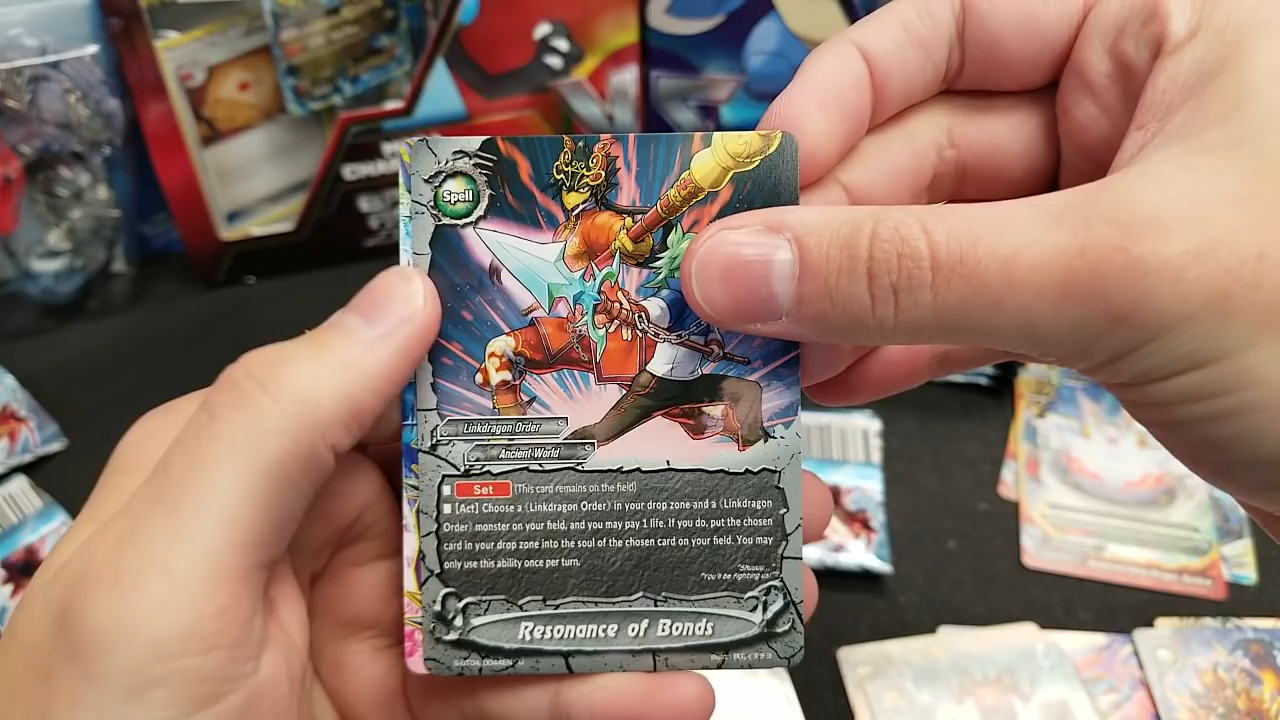 Spell
Linkdragon Order
Ancient World
■ Set (This card remains on the field)
■ [Act] Choose a 《Linkdragon Order》 in your drop zone and a 《Linkdragon
Order》 monster on your field, and you may pay 1 life. If you do, put the chosen
card in your drop zone into the soul of the chosen card on your field. You may
only use this ability once per turn.
"Shuuuu...
"You'll be fighting us!"
Resonance of Bonds
S-BT04/0044EN U